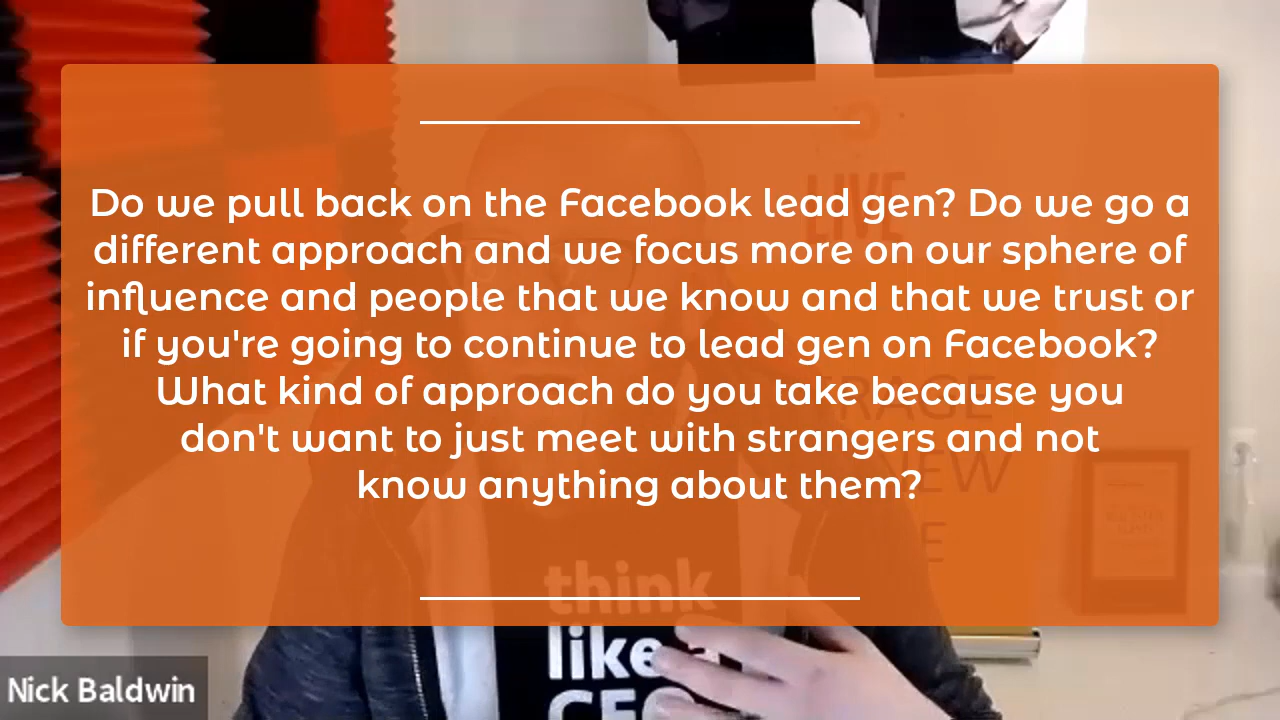 Do we pull back on the Facebook lead gen? Do we go a
different approach and we focus more on our sphere of
influence and people that we know and that we trust or
if you're going to continue to lead gen on Facebook?
What kind of approach do you take because you
don't want to just meet with strangers and not
know anything about them?
LIVE
think
like a
CEO
Nick Baldwin